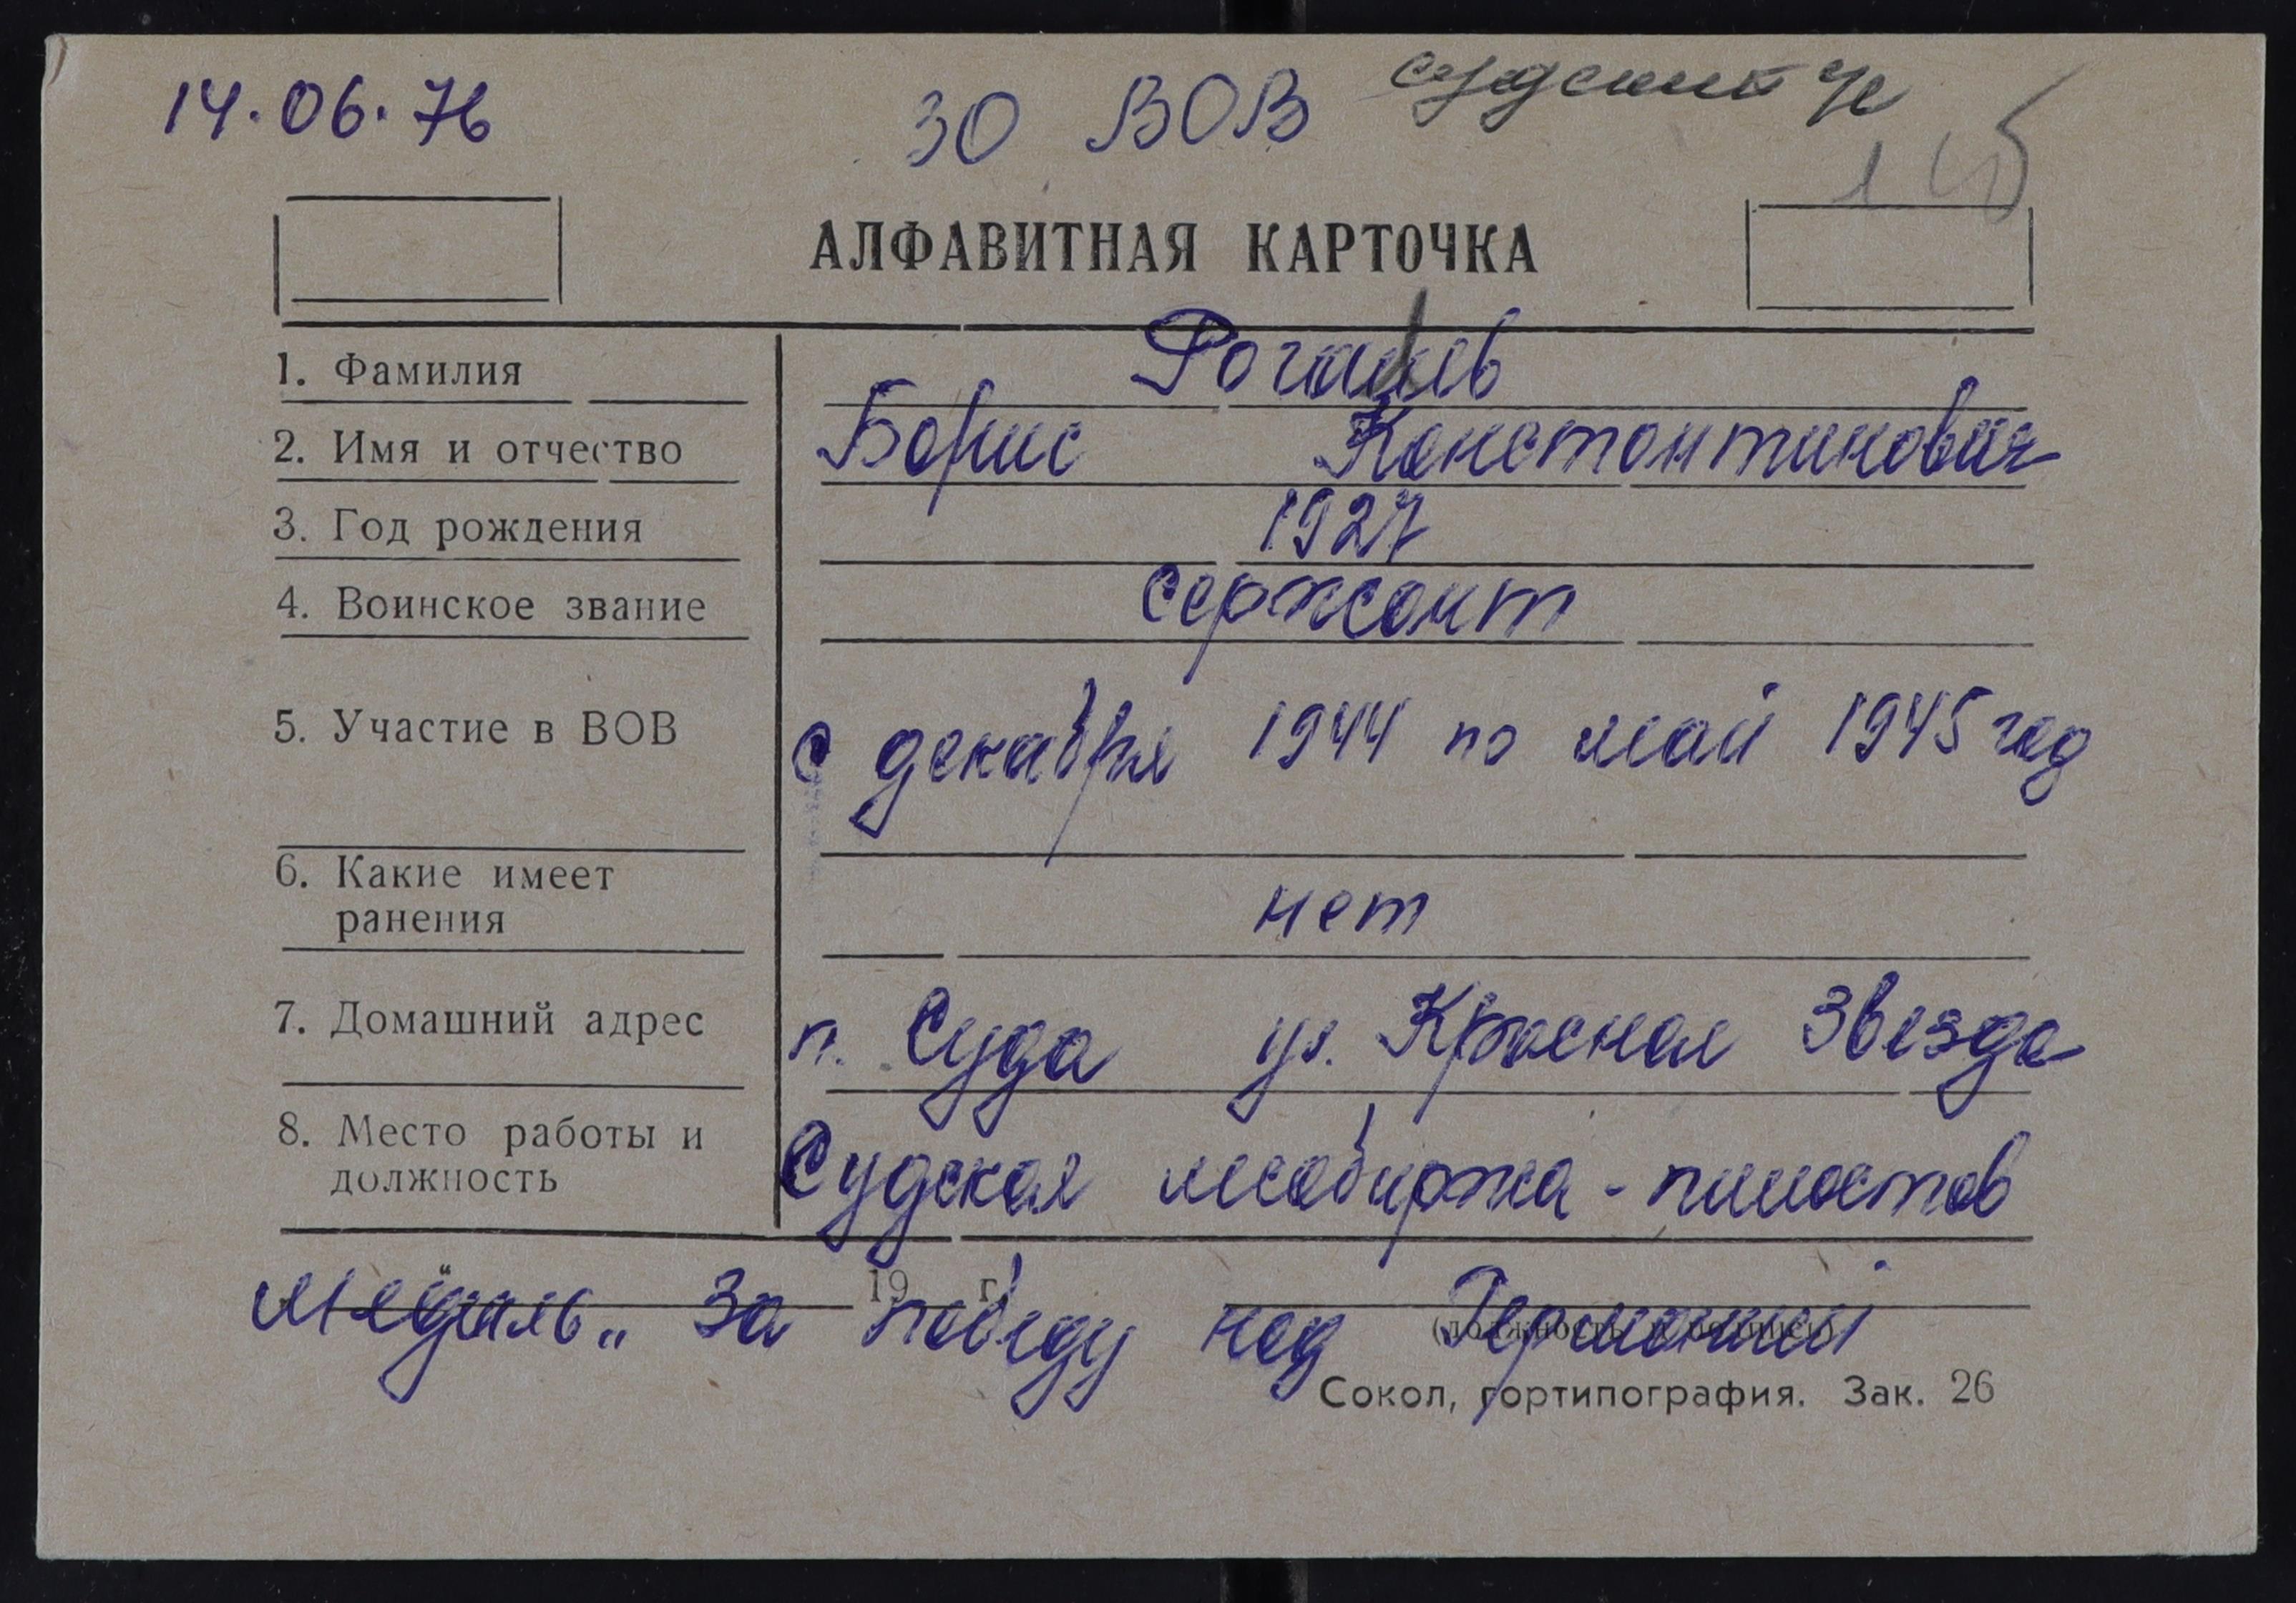 14.06.76
30 ВОВ
АЛФАВИТНАЯ КАРТОЧКА
1. Фамилия
2. Имя и отчество Борис Константинович
3. Год рождения 1927
4. Воинское звание сержант
5. Участие в ВОВ с декабря 1944 по май 1945 год
6. Какие имеет
ранения нет
7. Домашний адрес п. Суда ул. Красная Звезда
8. Место работы и
должность Судская лесобиржа -
19 г.
Медаль „ За победу над Германией
(должность и подпись)
Сокол, гортипография. Зак. 26